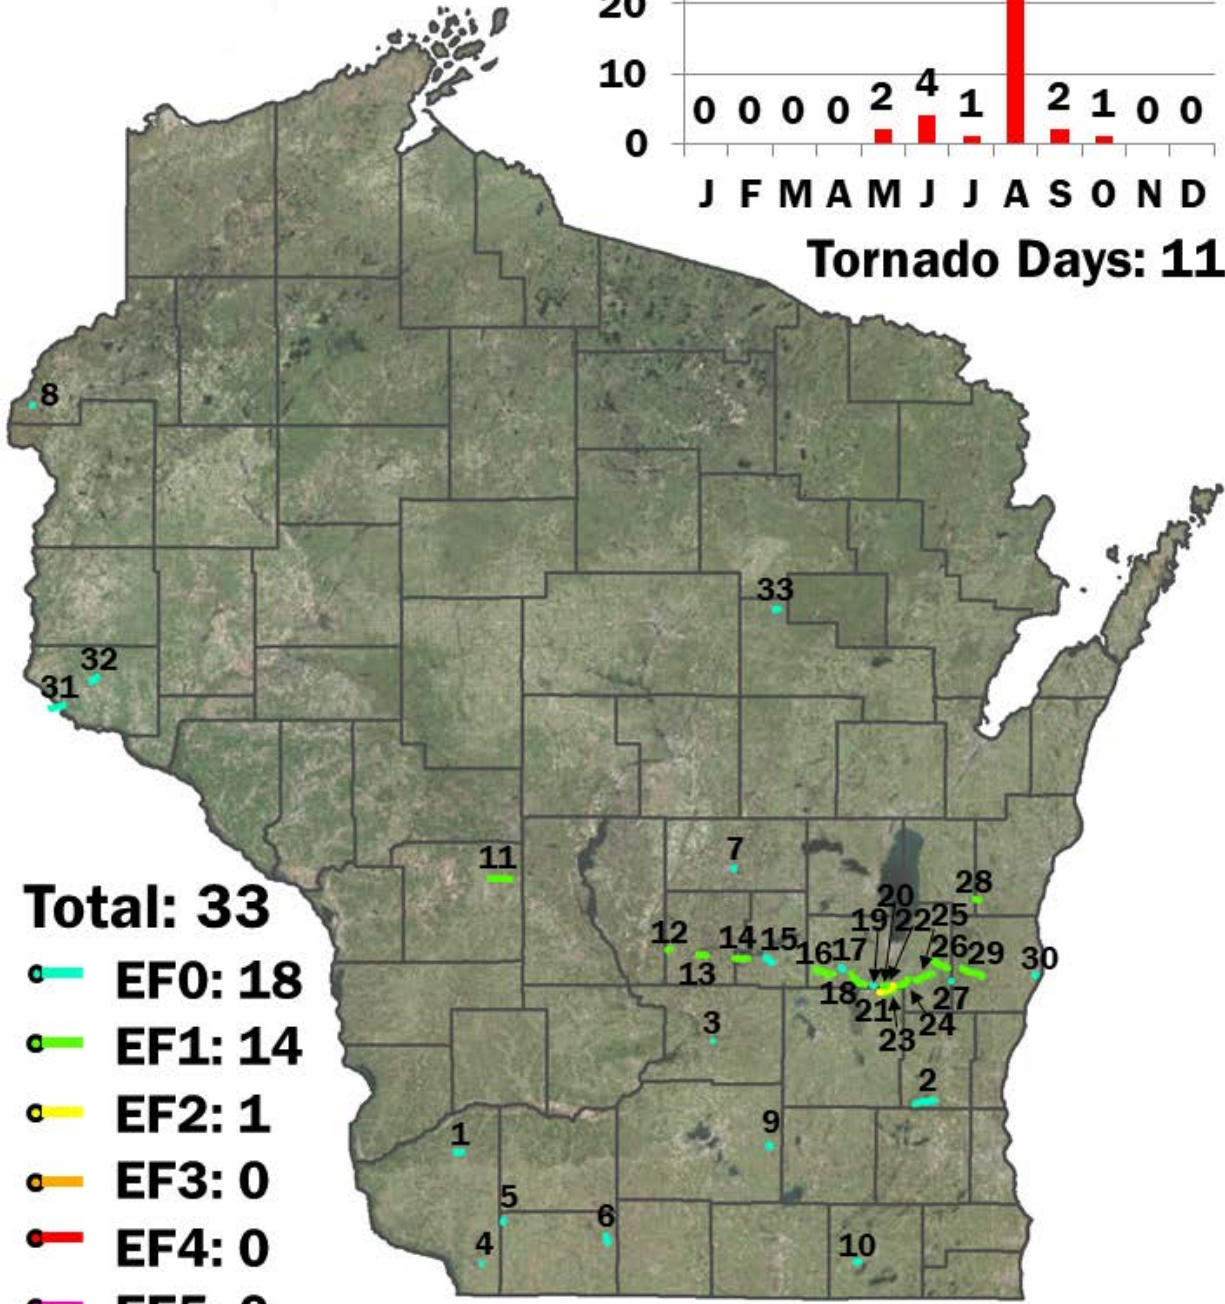 20
10
0
0 0 0 0 2 4 1 2 1 0 0
J F M A M J J A S O N D
Tornado Days: 11
8
33
32
31
7
11
28
20
19 22 25
12 14 15 16 17 26 29 30
13 18 21 27
24
23
3
2
9
1
5
6
4
10
Total: 33
EF0: 18
EF1: 14
EF2: 1
EF3: 0
EF4: 0
EF5: 0